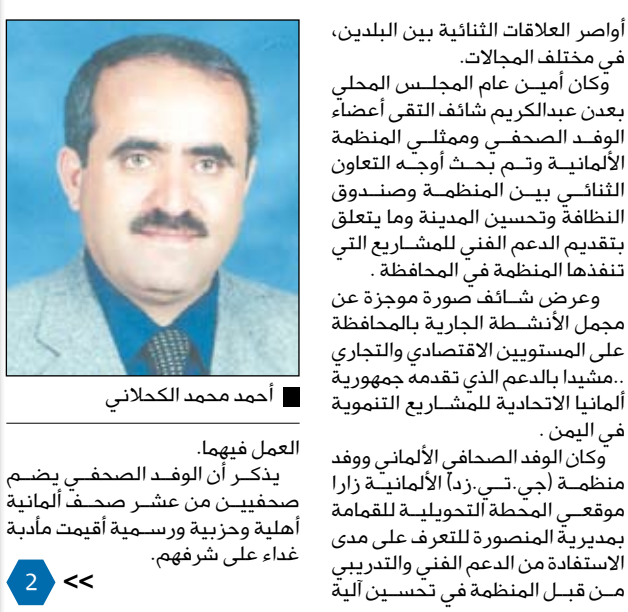 أواصر العلاقات الثنائية بين البلدين،
في مختلف المجالات.
وكان أمين عام المجلس المحلي
بعدن عبدالكريم شائف التقى أعضاء
الوفد الصحفي وممثلي المنظمة
الألمانية وتم بحث أوجه التعاون
الثنائي بين المنظمة وصندوق
النظافة وتحسين المدينة وما يتعلق
بتقديم الدعم الفني للمشاريع التي
تنفذها المنظمة في المحافظة .
وعرض شائف صورة موجزة عن
مجمل الأنشطة الجارية بالمحافظة
على المستويين الاقتصادي والتجاري
..مشيدا بالدعم الذي تقدمه جمهورية
ألمانيا الاتحادية للمشاريع التنموية
في اليمن .
وكان الوفد الصحافي الألماني ووفد
منظمة (جي.تي.زد) الألمانية زارا
موقعي المحطة التحويلية للقمامة
بمديرية المنصورة للتعرف على مدى
الاستفادة من الدعم الفني والتدريبي
من قبل المنظمة في تحسين آلية
أحمد محمد الكحلاني
العمل فيهما.
يذكر أن الوفد الصحفي يضم
صحفيين من عشر صحف ألمانية
أهلية وحزبية ورسمية أقيمت مأدبة
غداء على شرفهم.
>> 2